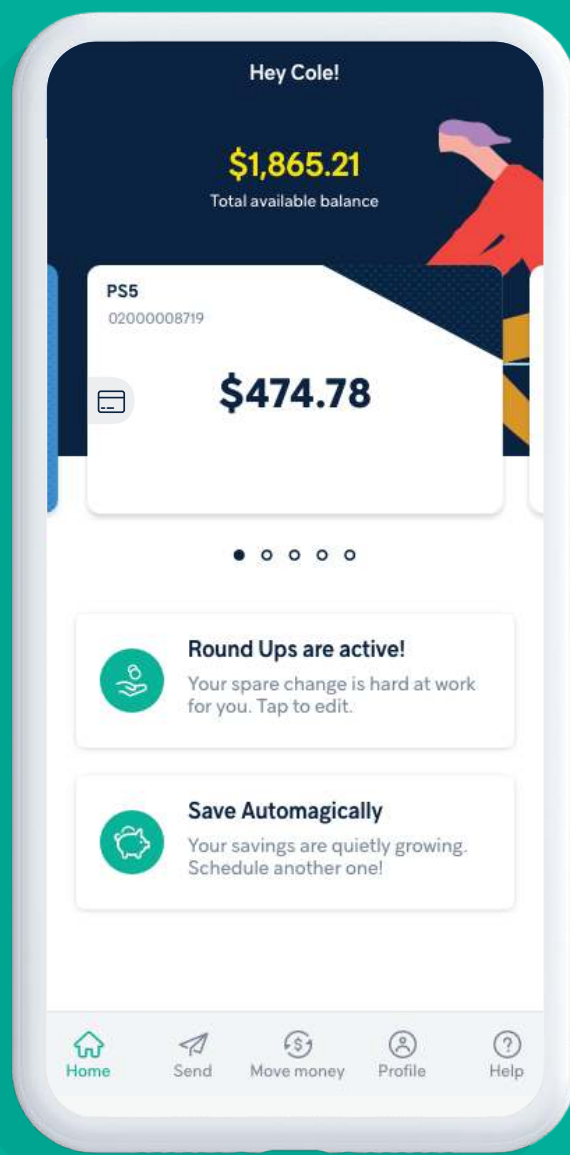 Hey Cole!
$1,865.21
Total available balance
PS5
02000008719
$474.78
Round Ups are active!
Your spare change is hard at work
for you. Tap to edit.
Save Automagically
Your savings are quietly growing.
Schedule another one!
Home
Send
Move money
Profile
Help